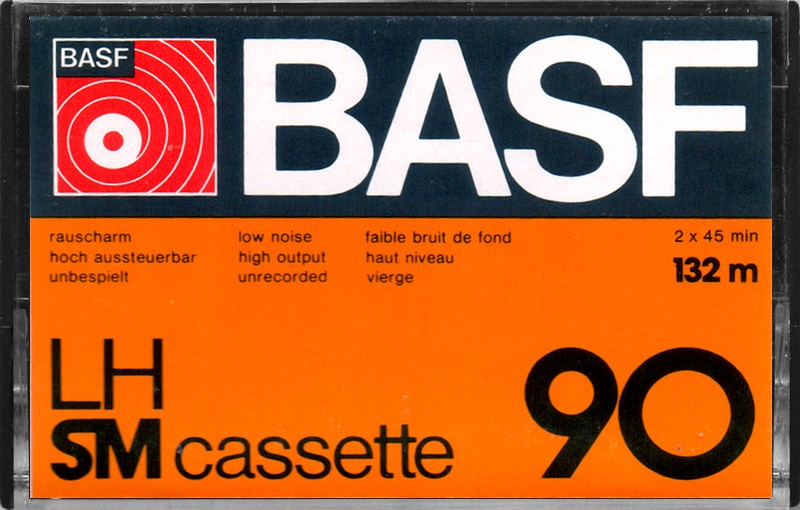 BASF
BASF
rauscharm
hoch aussteuerbar
unbespielt
low noise
high output
unrecorded
faible bruit de fond
haut niveau
vierge
2 x 45 min
132 m
LH
SM cassette
90